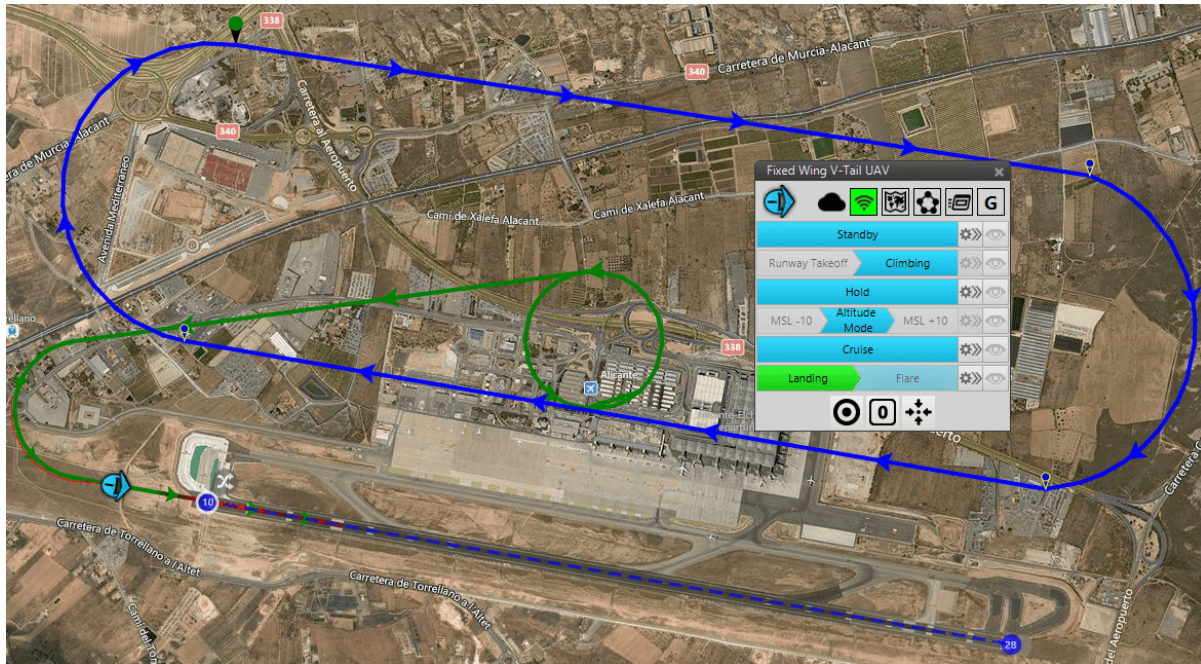 338
Carretera de Murcia-Alacant
340
Carretera al Aeropuerto
340
Murcia-Alacant
Avenida Mediterraneo
Camí de Xalefa Alacant
Camí de Xalefa Alacant
Fixed Wing V-Tail UAV
G
Standby
Runway Takeoff Climbing
Hold
MSL -10 Altitude Mode MSL +10
Cruise
Landing Flare
0
338
Alicante
10
Carretera de Torrellano a l Altet
Carretera de Torrellano a l Altet
28
del Aeropuerto